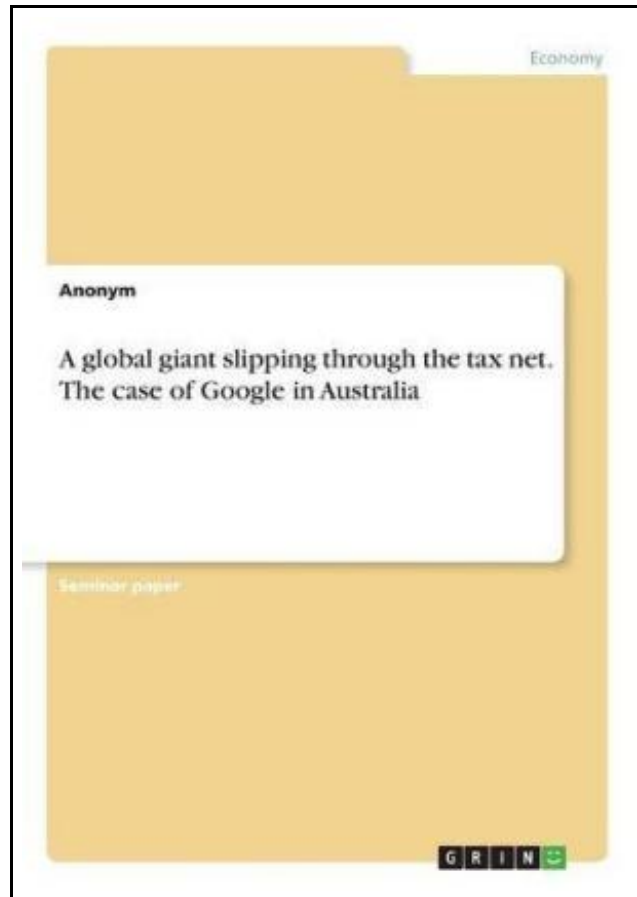 Economy
Anonym
A global giant slipping through the tax net.
The case of Google in Australia
Seminar paper
GRIN